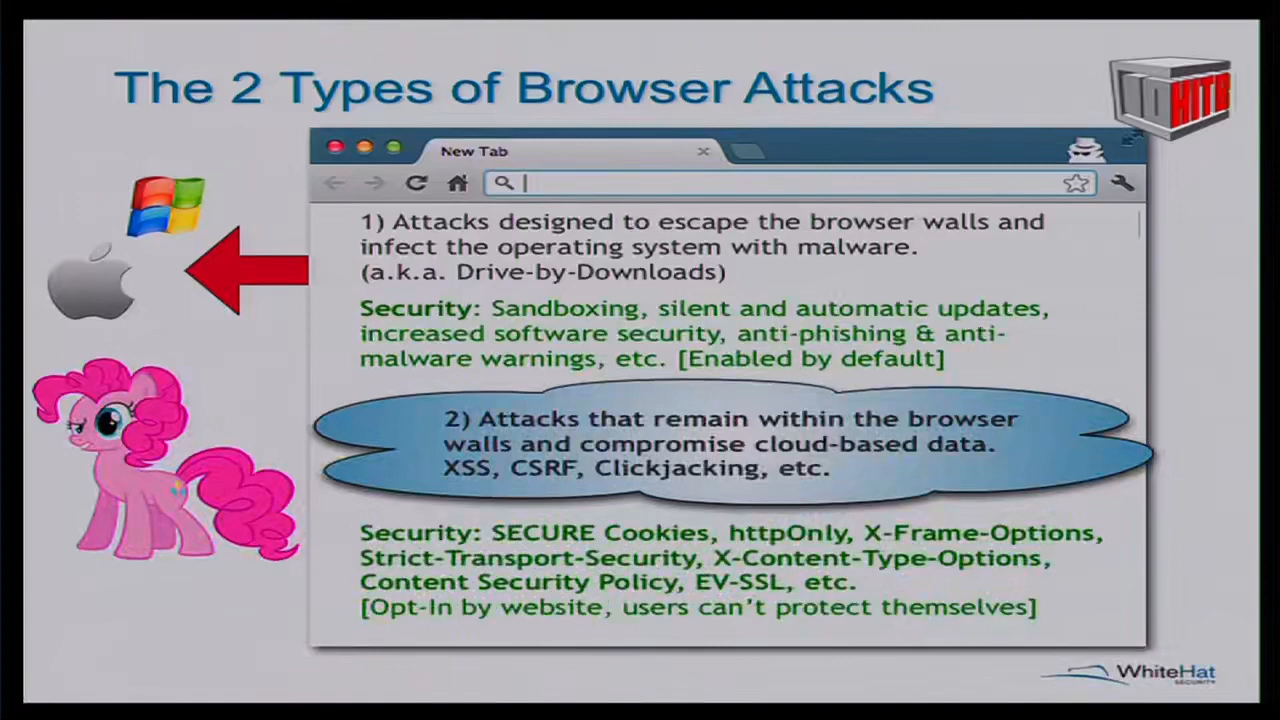 The 2 Types of Browser Attacks
HITB
New Tab
1) Attacks designed to escape the browser walls and
infect the operating system with malware.
(a.k.a. Drive-by-Downloads)
Security: Sandboxing, silent and automatic updates,
increased software security, anti-phishing & anti-
malware warnings, etc. [Enabled by default]
2) Attacks that remain within the browser
walls and compromise cloud-based data.
XSS, CSRF, Clickjacking, etc.
Security: SECURE Cookies, httpOnly, X-Frame-Options,
Strict-Transport-Security, X-Content-Type-Options,
Content Security Policy, EV-SSL, etc.
[Opt-In by website, users can't protect themselves]
WhiteHat
SECURITY